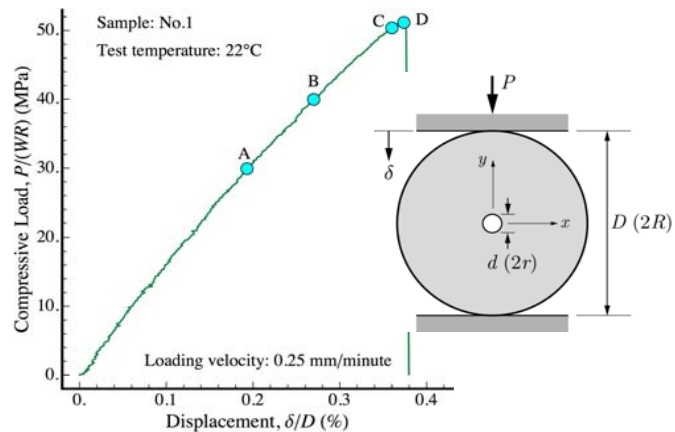 Sample: No.1
Test temperature: 22°C
Compressive Load, P/(WR) (MPa)
50.
40.
30.
20.
10.
0.
A
B
C
D
Loading velocity: 0.25 mm/minute
0.
0.1
0.2
0.3
0.4
Displacement, δ/D (%)
P
δ
y
x
d (2r)
D (2R)